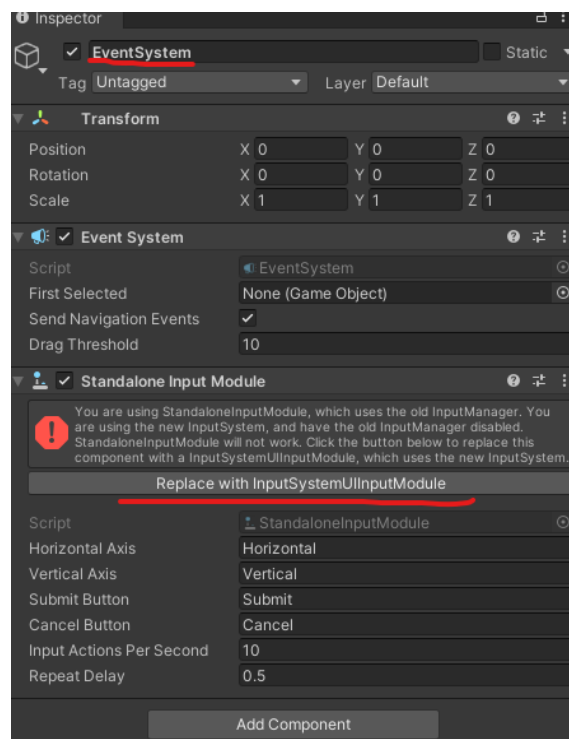 Inspector
EventSystem Static
Tag Untagged Layer Default
Transform
Position X 0 Y 0 Z 0
Rotation X 0 Y 0 Z 0
Scale X 1 Y 1 Z 1
Event System
Script EventSystem
First Selected None (Game Object)
Send Navigation Events
Drag Threshold 10
Standalone Input Module
You are using StandaloneInputModule, which uses the old InputManager. You
are using the new InputSystem, and have the old InputManager disabled.
StandaloneInputModule will not work. Click the button below to replace this
component with a InputSystemUIInputModule, which uses the new InputSystem.
Replace with InputSystemUIInputModule
Script StandaloneInputModule
Horizontal Axis Horizontal
Vertical Axis Vertical
Submit Button Submit
Cancel Button Cancel
Input Actions Per Second 10
Repeat Delay 0.5
Add Component